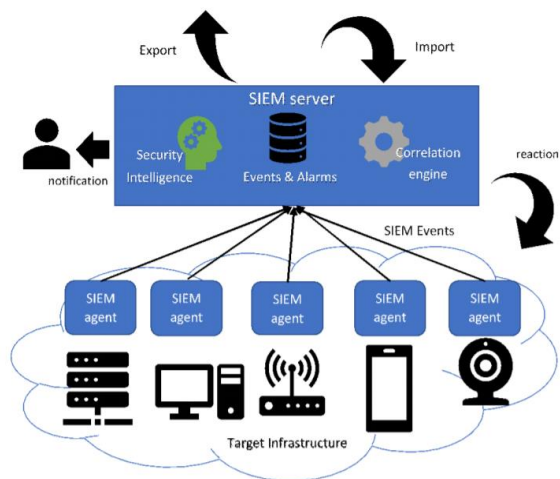 Export
Import
SIEM server
Security
Intelligence
Events & Alarms
Correlation
engine
notification
reaction
SIEM Events
SIEM
agent
SIEM
agent
SIEM
agent
SIEM
agent
SIEM
agent
Target Infrastructure